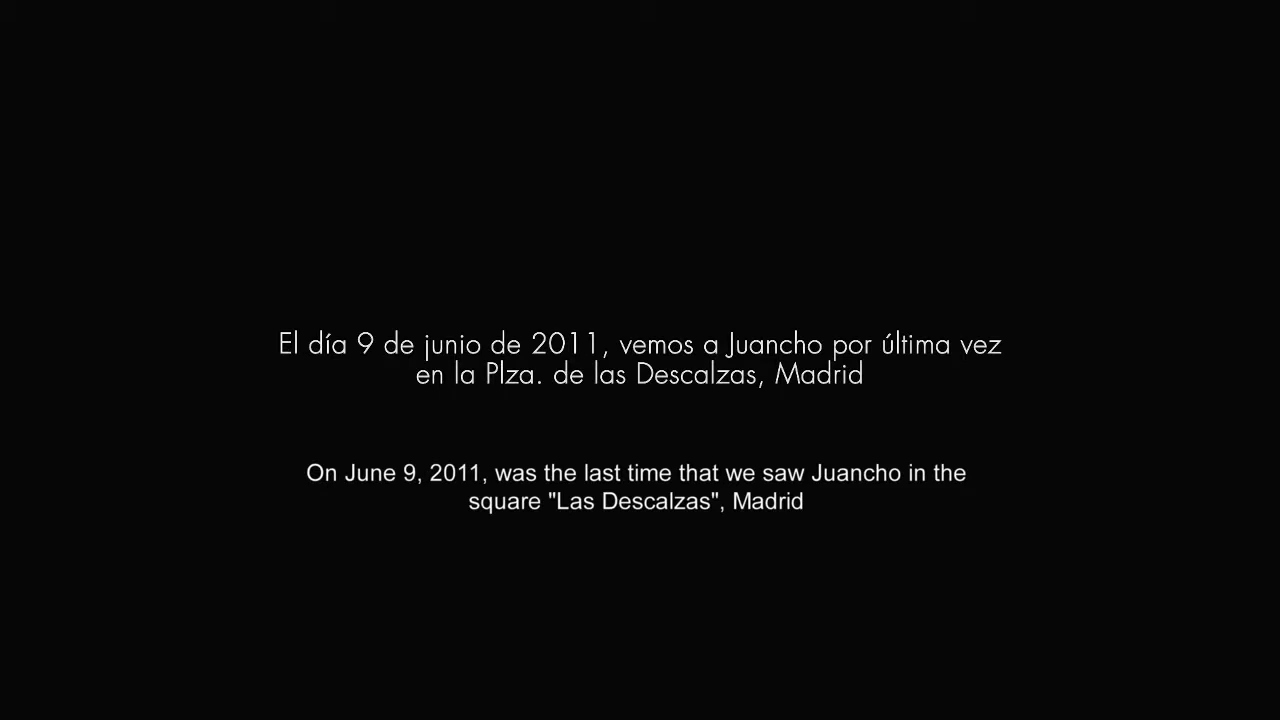 El día 9 de junio de 2011, vemos a Juancho por última vez
en la Plza. de las Descalzas, Madrid
On June 9, 2011, was the last time that we saw Juancho in the
square "Las Descalzas", Madrid